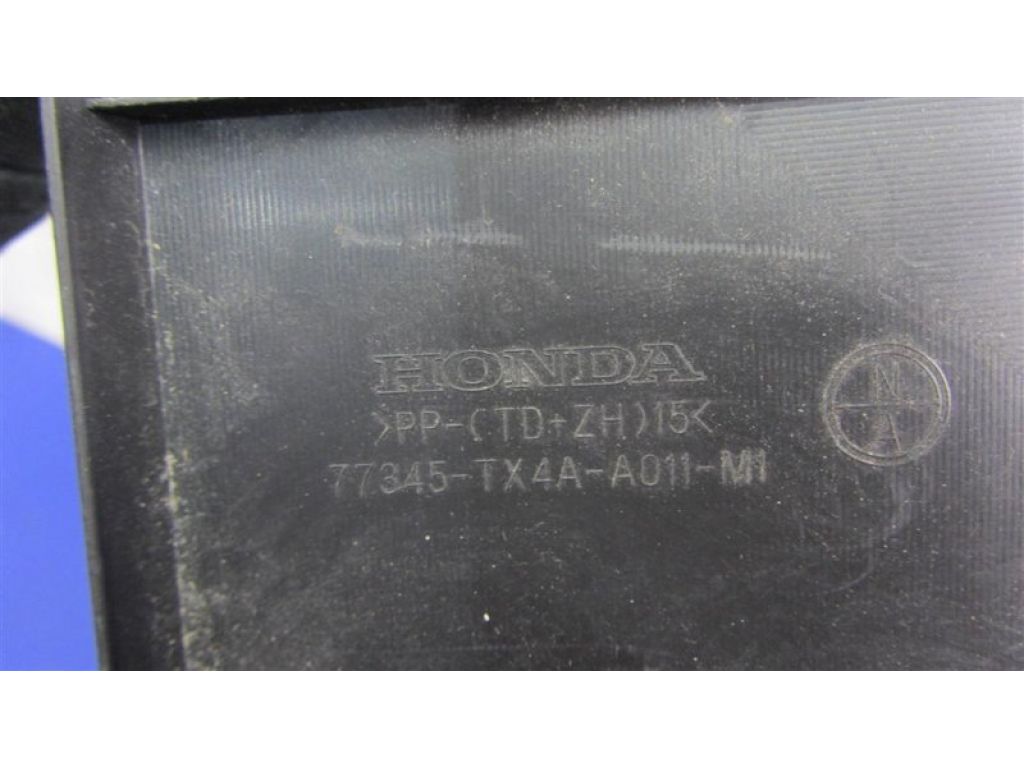 HONDA
>PP-(TD+ZH)15<
77345-TX4A-A011-M1
N
A